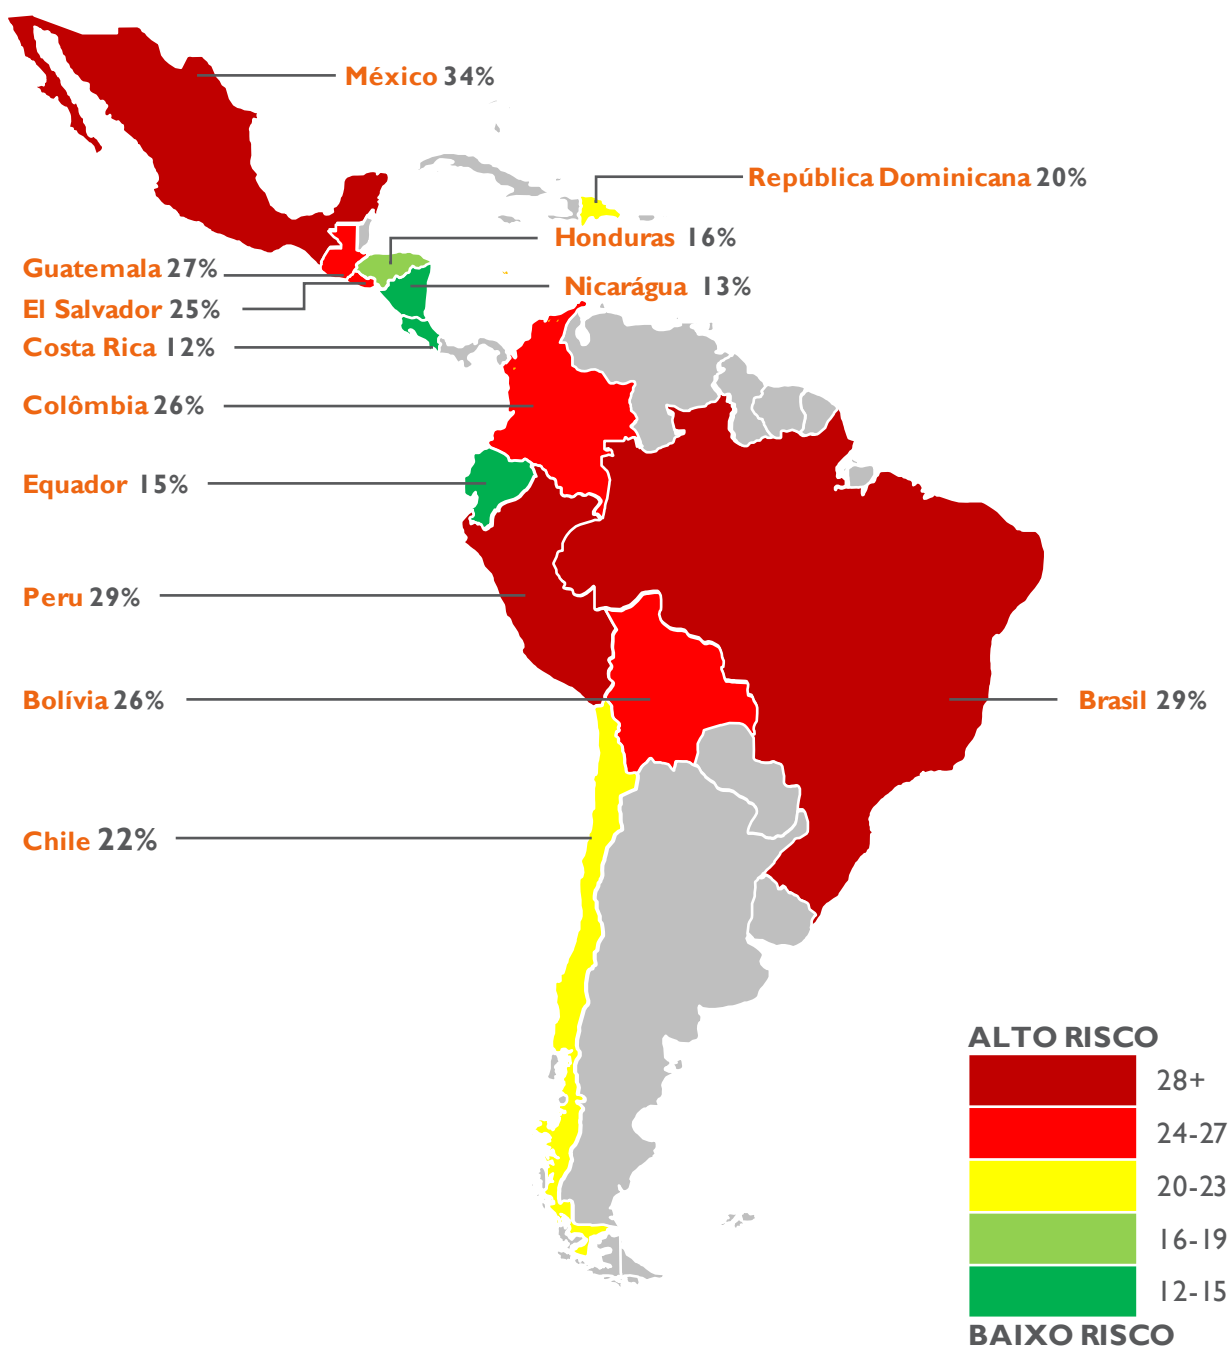 México 34%
República Dominicana 20%
Honduras 16%
Guatemala 27%
Nicarágua 13%
El Salvador 25%
Costa Rica 12%
Colômbia 26%
Equador 15%
Peru 29%
Bolívia 26%
Brasil 29%
Chile 22%
ALTO RISCO
28+
24-27
20-23
16-19
12-15
BAIXO RISCO